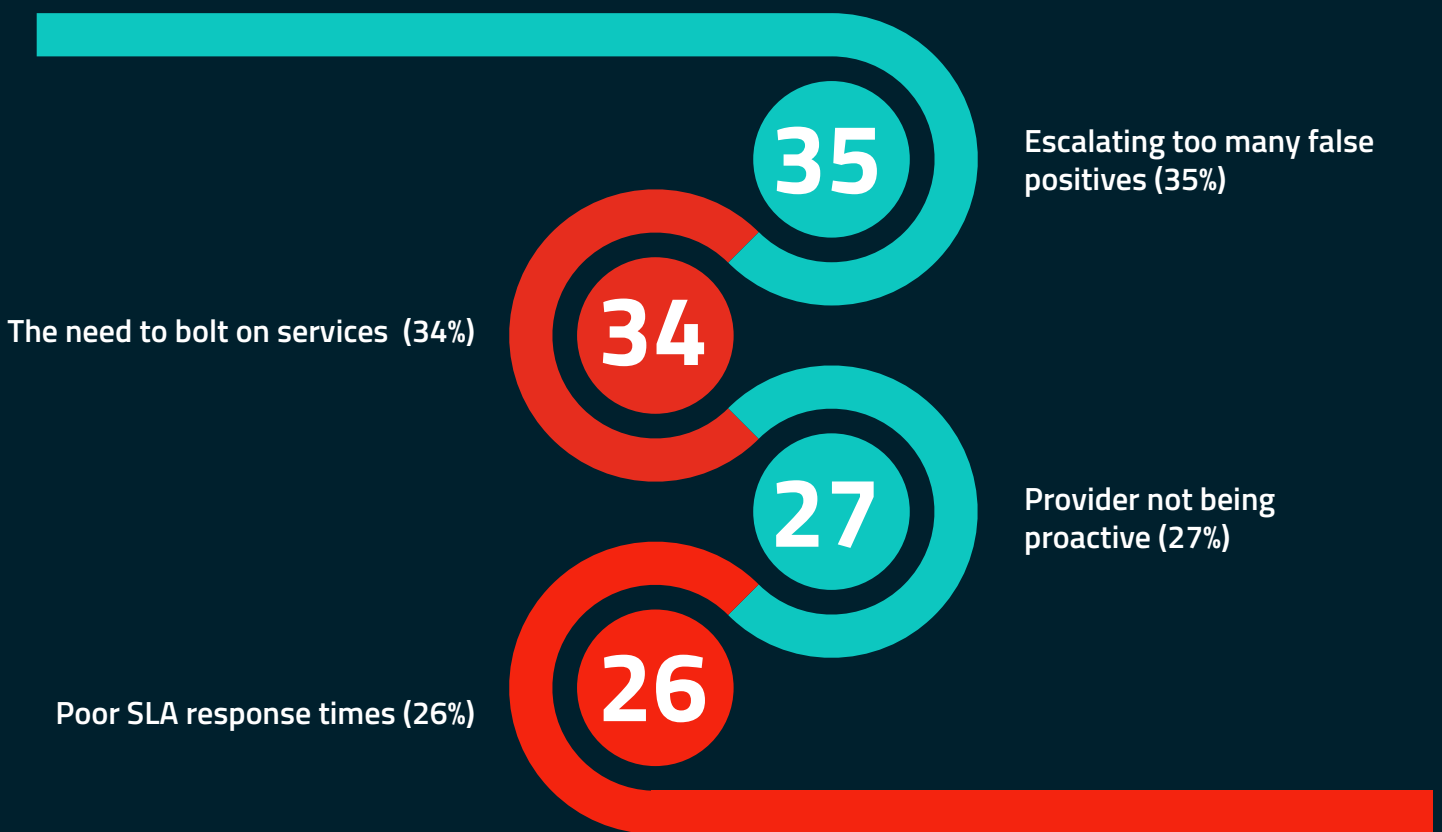 35
Escalating too many false
positives (35%)
34
The need to bolt on services  (34%)
27
Provider not being
proactive (27%)
26
Poor SLA response times (26%)